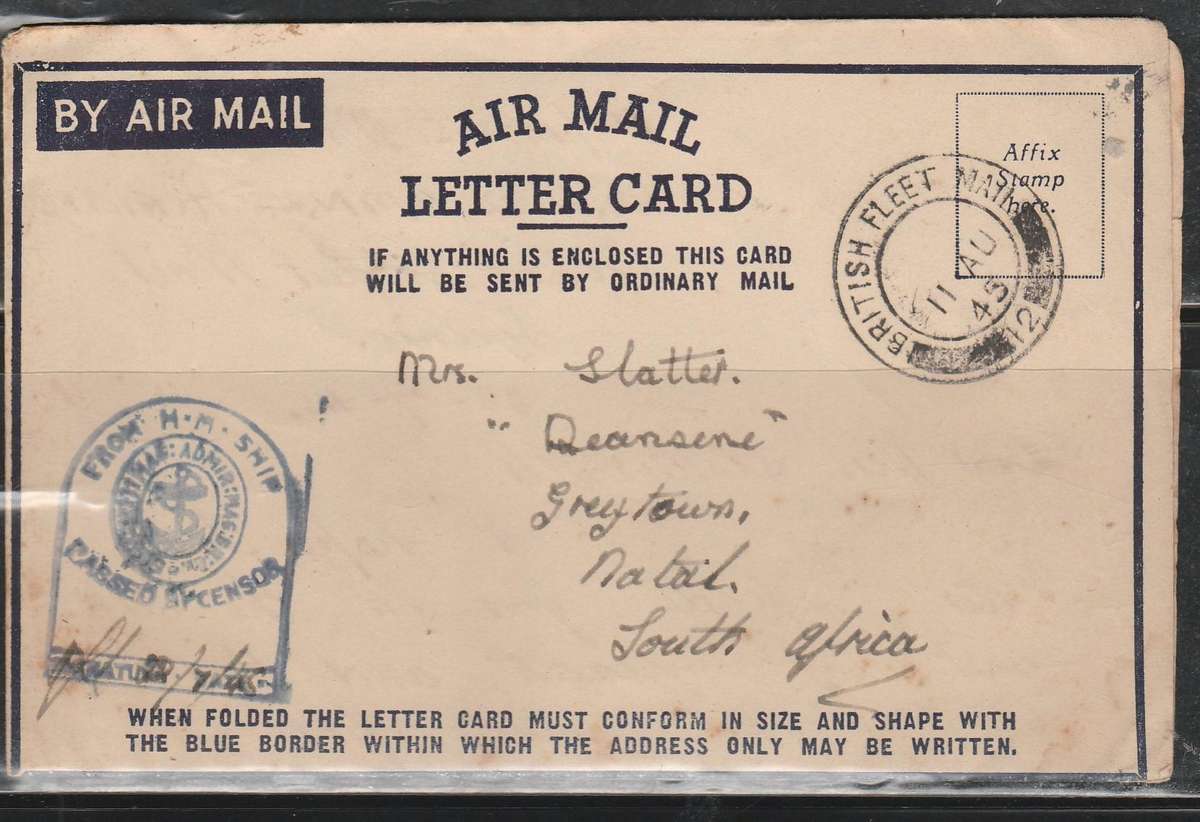 BY AIR MAIL
AIR MAIL
LETTER CARD
IF ANYTHING IS ENCLOSED THIS CARD
WILL BE SENT BY ORDINARY MAIL
Affix
Stamp
here.
BRITISH FLEET MAIL
11 AU
45
12
Mrs. Slatter.
"Deansene"
Greytown,
Natal.
South Africa
FROM H.M. SHIP
PASSED BY CENSOR
WHEN FOLDED THE LETTER CARD MUST CONFORM IN SIZE AND SHAPE WITH
THE BLUE BORDER WITHIN WHICH THE ADDRESS ONLY MAY BE WRITTEN.